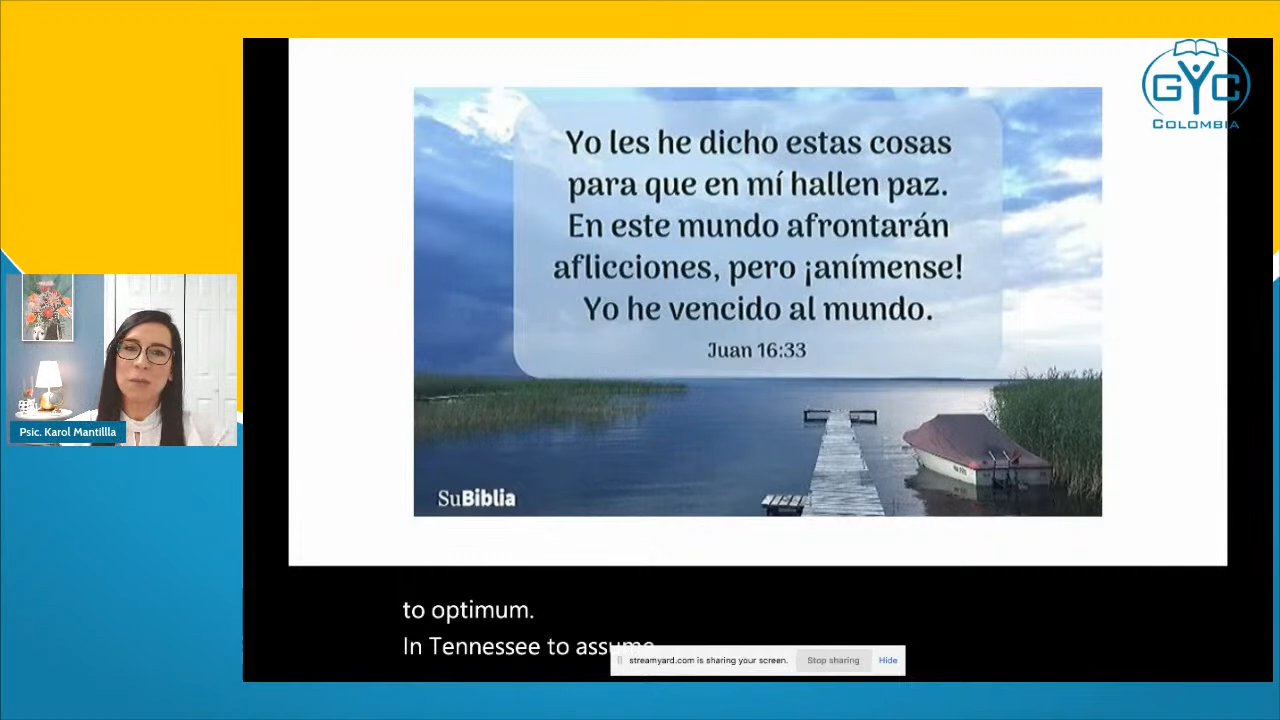 GYC
COLOMBIA
Yo les he dicho estas cosas
para que en mí hallen paz.
En este mundo afrontarán
aflicciones, pero ¡anímense!
Yo he vencido al mundo.
Juan 16:33
SuBiblia
Psic. Karol Mantillla
to optimum.
In Tennessee to assume
streamyard.com is sharing your screen. Stop sharing Hide